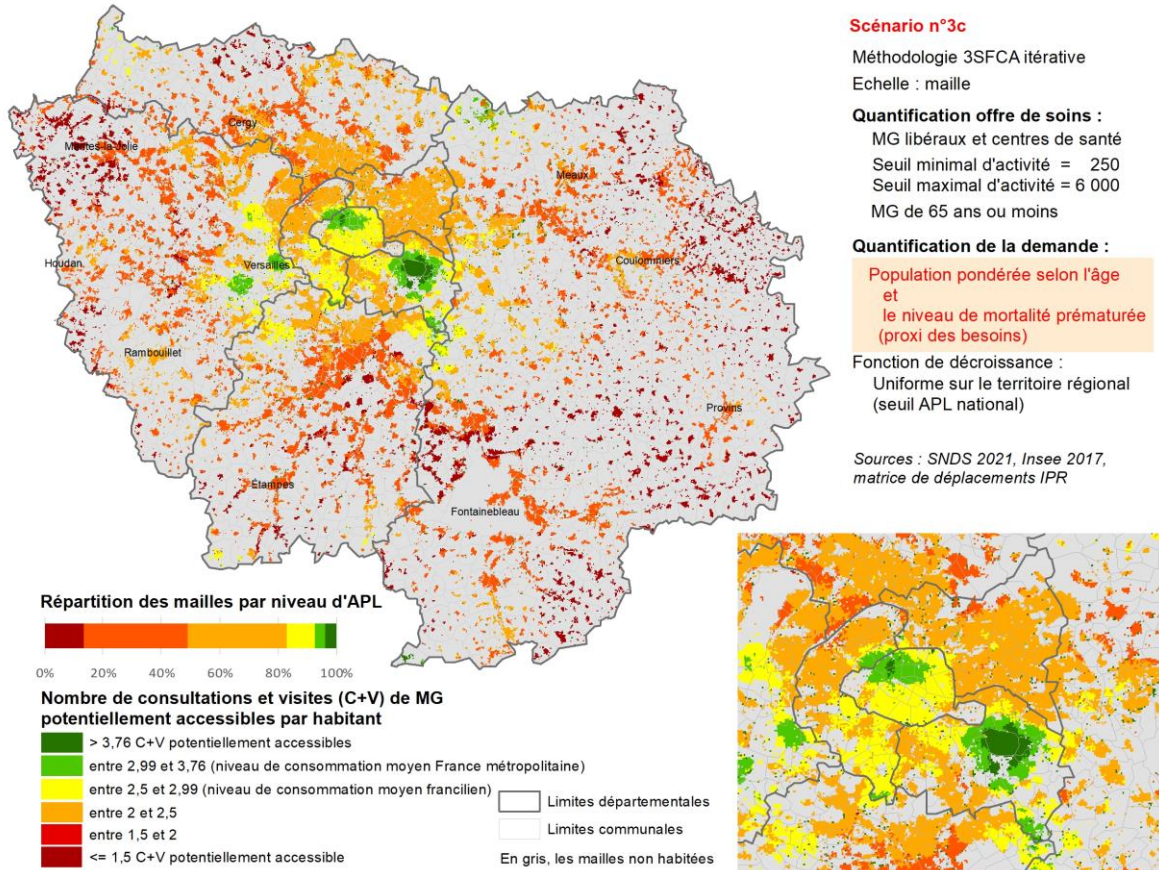 Scénario n°3c
Méthodologie 3SFCA itérative
Echelle : maille
Quantification offre de soins :
MG libéraux et centres de santé
Seuil minimal d'activité = 250
Seuil maximal d'activité = 6 000
MG de 65 ans ou moins
Quantification de la demande :
Population pondérée selon l'âge
et
le niveau de mortalité prématurée
(proxi des besoins)
Fonction de décroissance :
Uniforme sur le territoire régional
(seuil APL national)
Sources : SNDS 2021, Insee 2017,
matrice de déplacements IPR
Cergy
Mantes-la-Jolie
Meaux
Houdan
Versailles
Coulommiers
Rambouillet
Provins
Étampes
Fontainebleau
Répartition des mailles par niveau d'APL
0% 20% 40% 60% 80% 100%
Nombre de consultations et visites (C+V) de MG
potentiellement accessibles par habitant
> 3,76 C+V potentiellement accessibles
entre 2,99 et 3,76 (niveau de consommation moyen France métropolitaine)
entre 2,5 et 2,99 (niveau de consommation moyen francilien)
entre 2 et 2,5
entre 1,5 et 2
<= 1,5 C+V potentiellement accessible
Limites départementales
Limites communales
En gris, les mailles non habitées